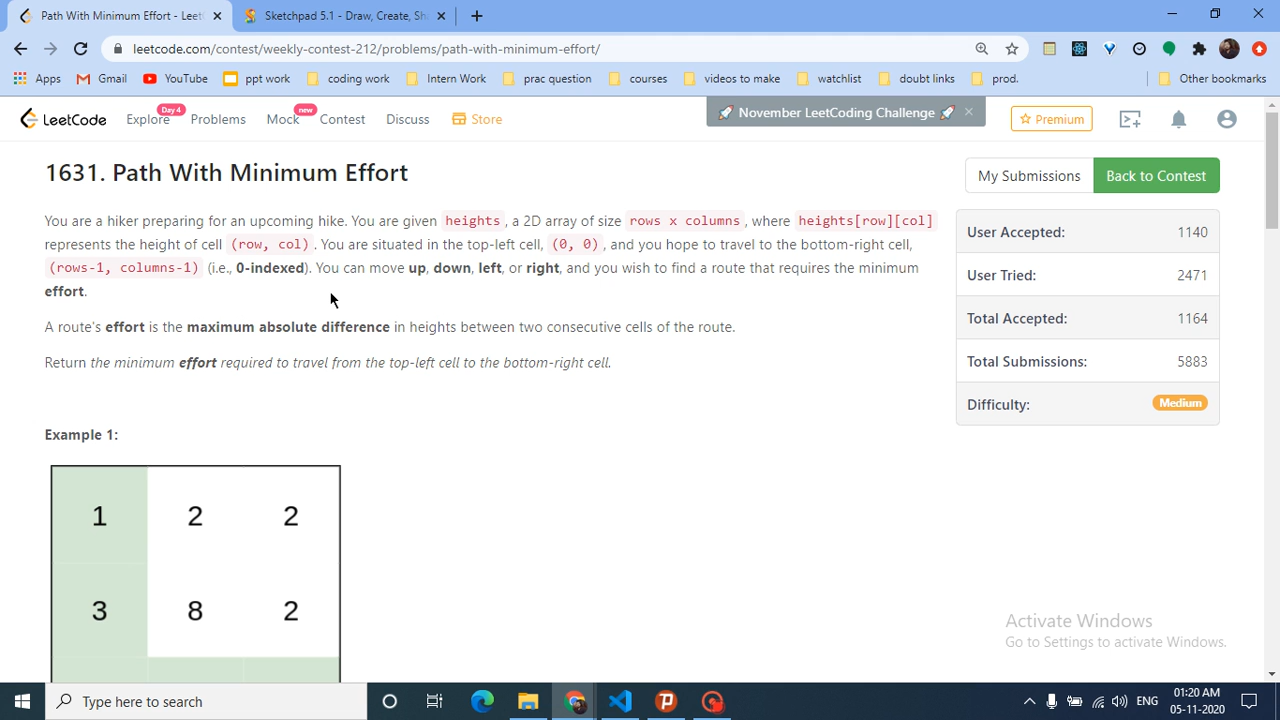 Path With Minimum Effort - Leet
Sketchpad 5.1 - Draw, Create, Sh
leetcode.com/contest/weekly-contest-212/problems/path-with-minimum-effort/
Apps Gmail YouTube ppt work coding work Intern Work prac question courses videos to make watchlist doubt links prod. Other bookmarks
LeetCode Explore Day 4 Problems Mock new Contest Discuss Store November LeetCoding Challenge Premium
1631. Path With Minimum Effort
My Submissions Back to Contest
You are a hiker preparing for an upcoming hike. You are given heights, a 2D array of size rows x columns, where heights[row][col]
represents the height of cell (row, col). You are situated in the top-left cell, (0, 0), and you hope to travel to the bottom-right cell,
(rows-1, columns-1) (i.e., 0-indexed). You can move up, down, left, or right, and you wish to find a route that requires the minimum
effort.
A route's effort is the maximum absolute difference in heights between two consecutive cells of the route.
Return the minimum effort required to travel from the top-left cell to the bottom-right cell.
User Accepted: 1140
User Tried: 2471
Total Accepted: 1164
Total Submissions: 5883
Difficulty: Medium
Example 1:
1 2 2
3 8 2
Activate Windows
Go to Settings to activate Windows.
Type here to search
ENG
01:20 AM
05-11-2020